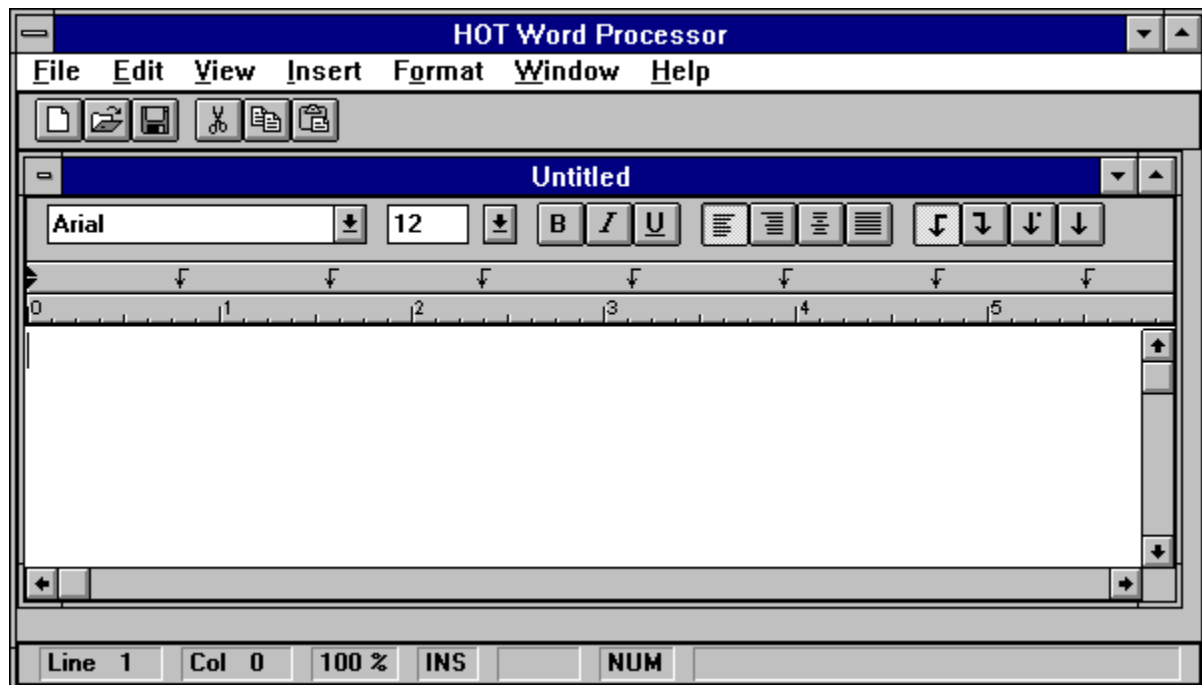 HOT Word Processor
File Edit View Insert Format Window Help
Untitled
Arial 12 B I U
0 1 2 3 4 5
Line 1 Col 0 100 % INS NUM